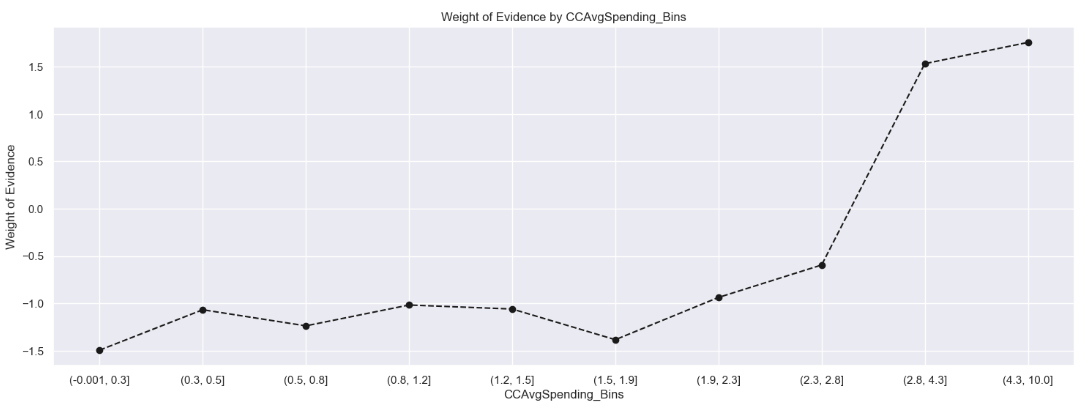 Weight of Evidence by CCAvgSpending_Bins
Weight of Evidence
1.5
1.0
0.5
0.0
−0.5
−1.0
−1.5
(-0.001, 0.3] (0.3, 0.5] (0.5, 0.8] (0.8, 1.2] (1.2, 1.5] (1.5, 1.9] (1.9, 2.3] (2.3, 2.8] (2.8, 4.3] (4.3, 10.0]
CCAvgSpending_Bins